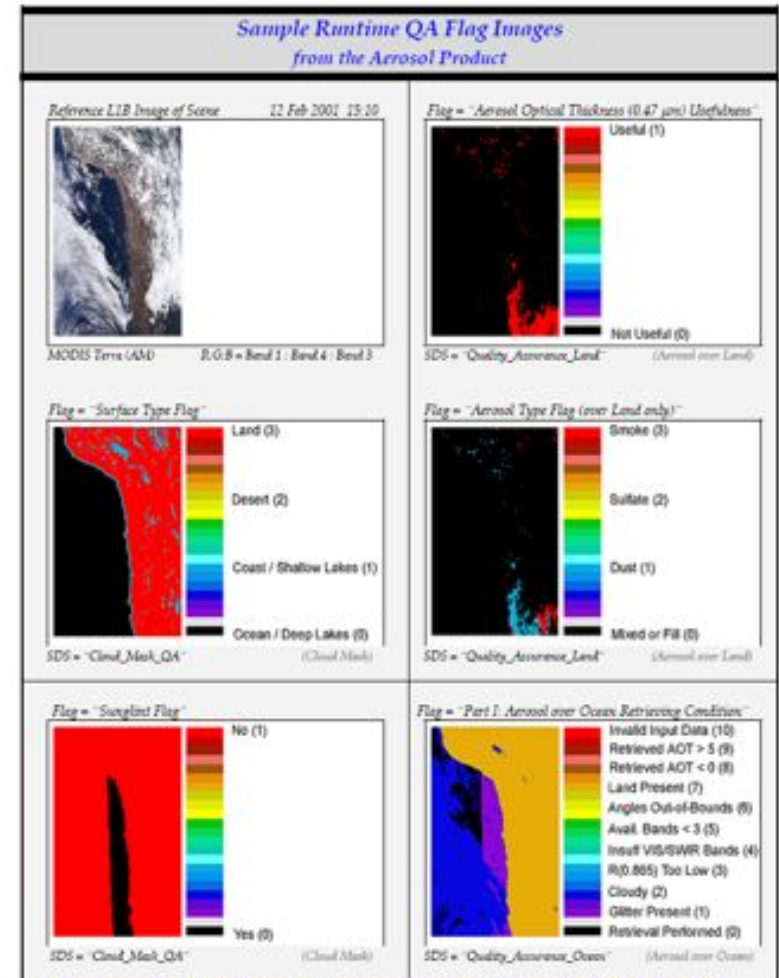 Sample Runtime QA Flag Images
from the Aerosol Product
Reference L1B Image of Scene 12 Feb 2001 15:10
MODIS Terra (AM) R:G:B = Band 1 : Band 4 : Band 3
Flag = "Aerosol Optical Thickness (0.47 µm) Usefulness"
Useful (1)
Not Useful (0)
SDS = "Quality_Assurance_Land" (Aerosol over Land)
Flag = "Surface Type Flag"
Land (3)
Desert (2)
Coast / Shallow Lakes (1)
Ocean / Deep Lakes (0)
SDS = "Cloud_Mask_QA" (Cloud Mask)
Flag = "Aerosol Type Flag (over Land only)"
Smoke (3)
Sulfate (2)
Dust (1)
Mixed or Fill (0)
SDS = "Quality_Assurance_Land" (Aerosol over Land)
Flag = "Sunglint Flag"
No (1)
Yes (0)
SDS = "Cloud_Mask_QA" (Cloud Mask)
Flag = "Part I: Aerosol over Ocean Retrieving Condition"
Invalid Input Data (10)
Retrieved AOT > 5 (9)
Retrieved AOT < 0 (8)
Land Present (7)
Angles Out-of-Bounds (6)
Avail. Bands < 3 (5)
Insuff VIS/SWIR Bands (4)
R(0.865) Too Low (3)
Cloudy (2)
Glitter Present (1)
Retrieval Performed (0)
SDS = "Quality_Assurance_Ocean" (Aerosol over Ocean)